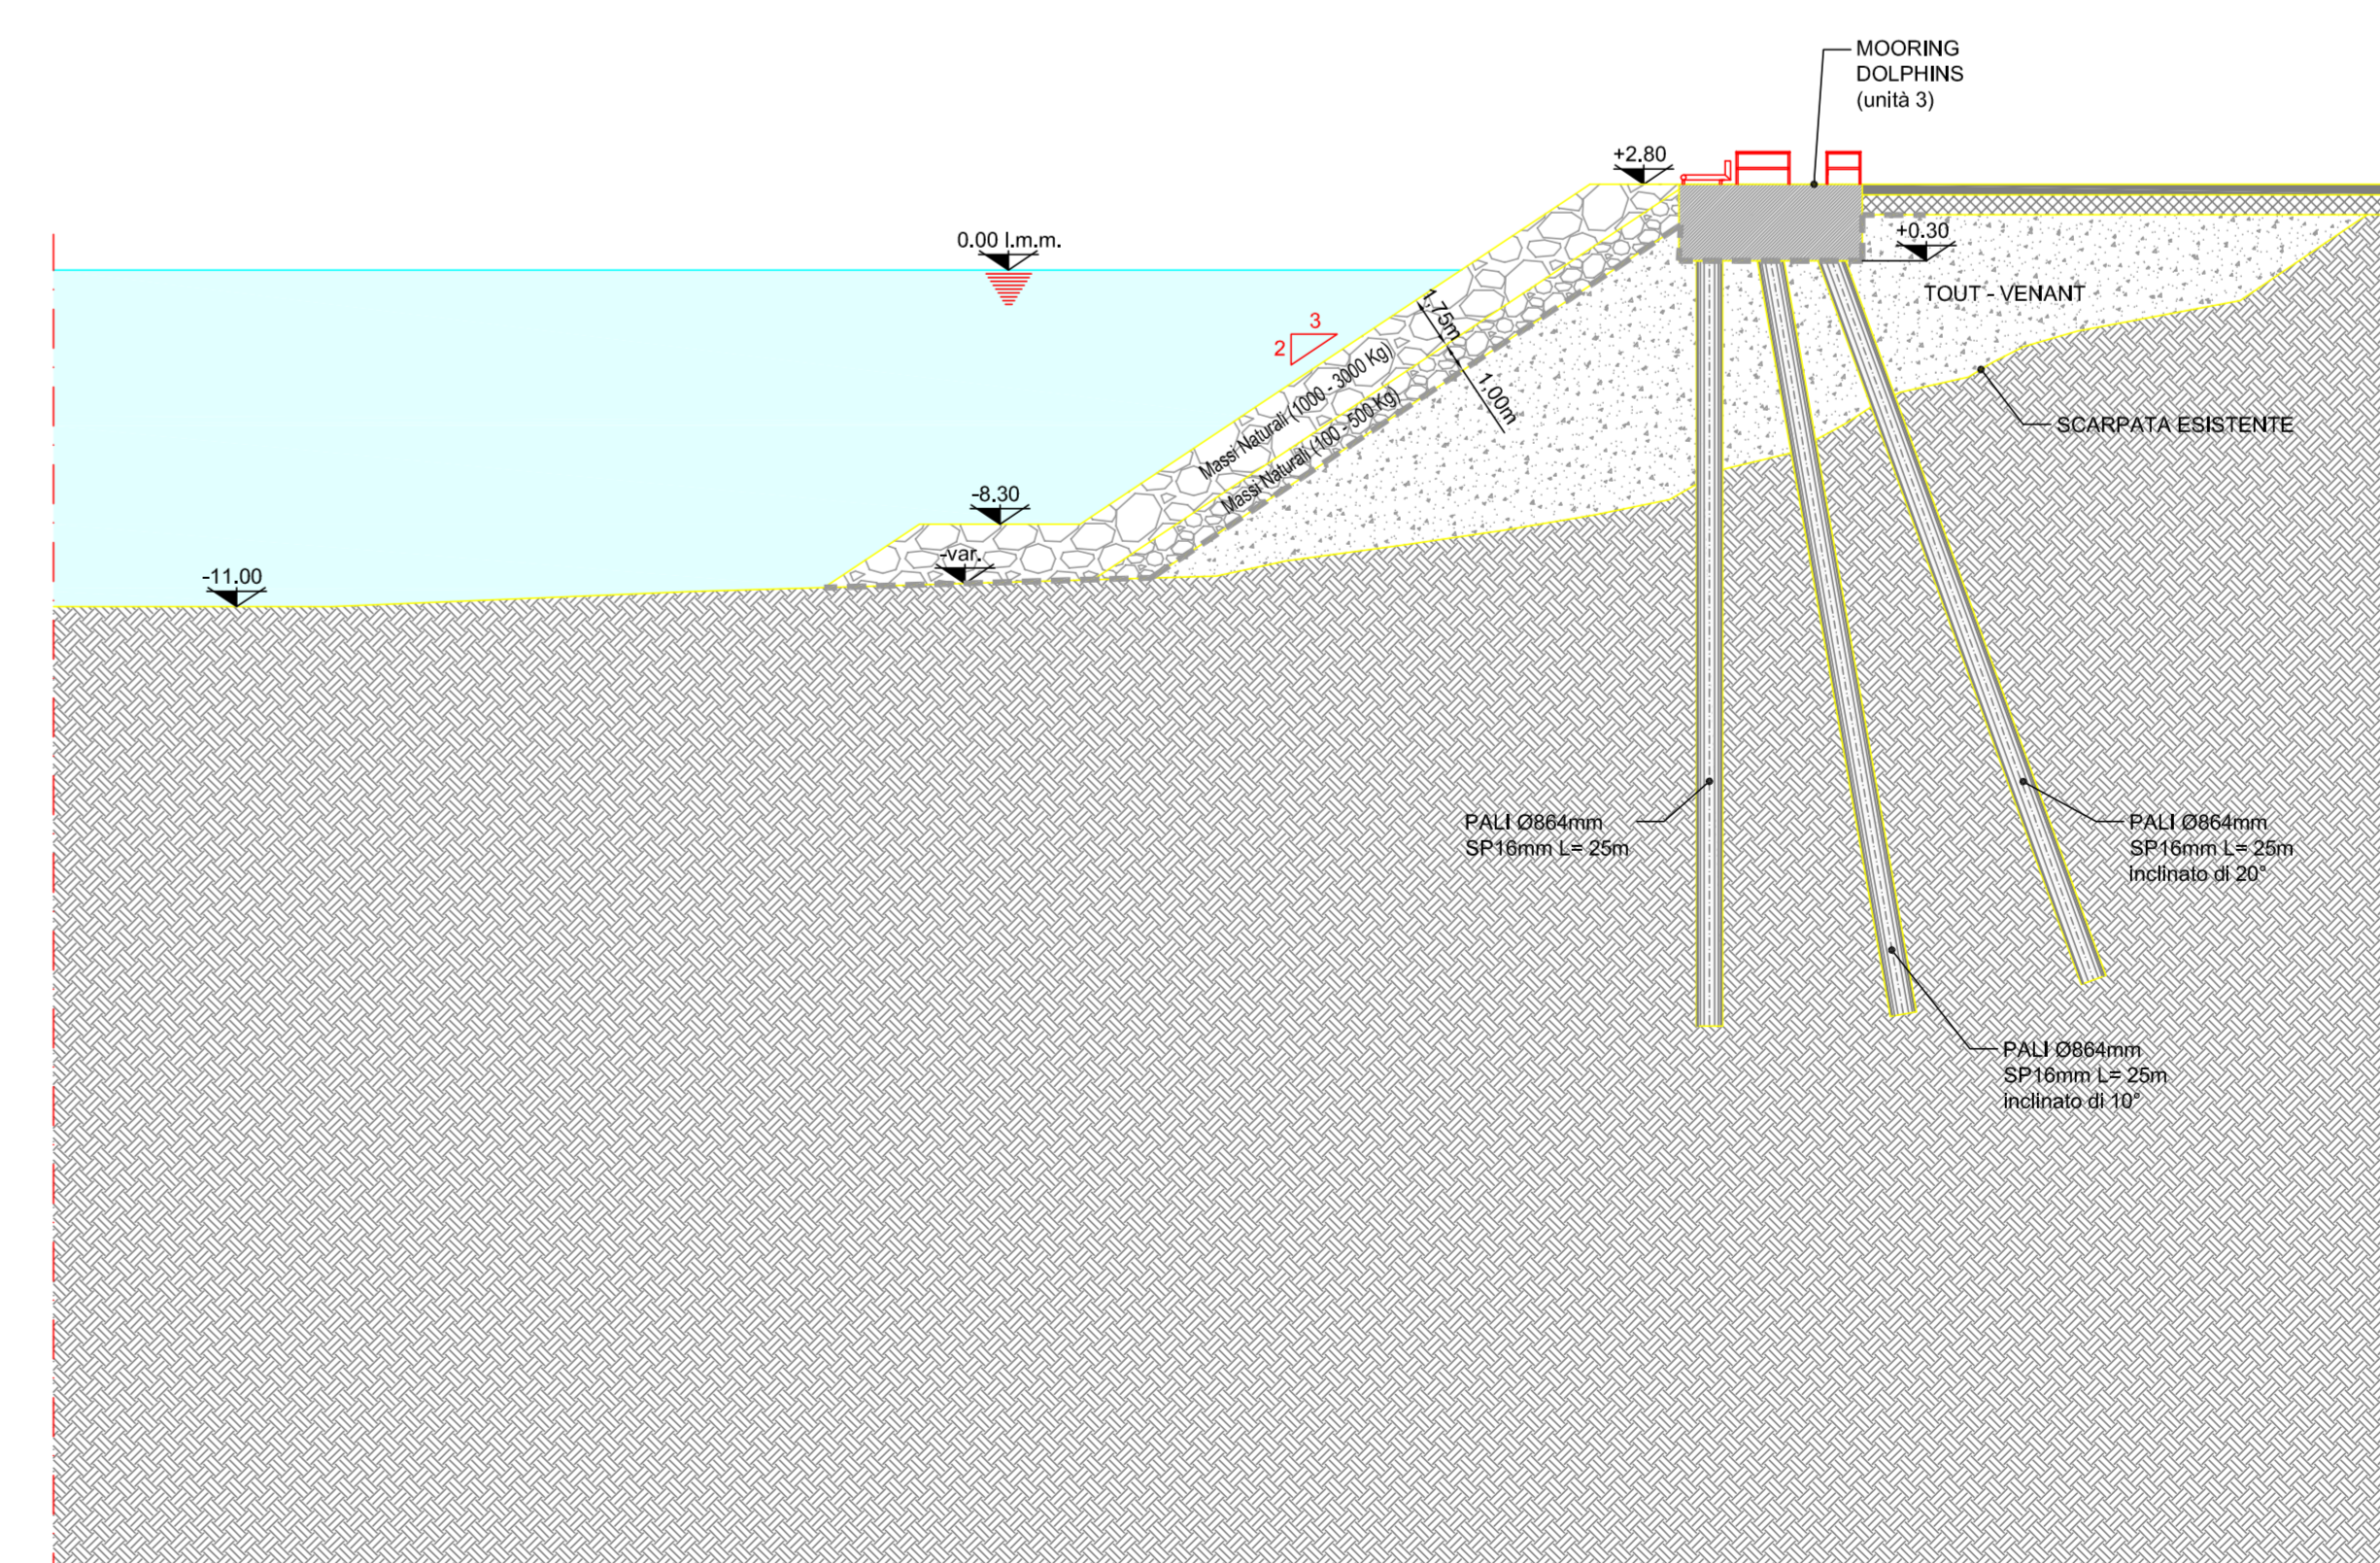 MOORING
DOLPHINS
(unità 3)
+2.80
0.00 l.m.m.
+0.30
TOUT - VENANT
3
2
1,75m
1,00m
Massi Naturali (1000 - 3000 Kg)
Massi Naturali (100 - 500 Kg)
SCARPATA ESISTENTE
-8.30
-var.
-11.00
PALI Ø864mm
SP16mm L= 25m
PALI Ø864mm
SP16mm L= 25m
inclinato di 20°
PALI Ø864mm
SP16mm L= 25m
inclinato di 10°